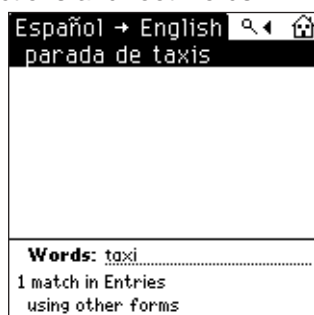 Español → English
parada de taxis
Words: taxi
1 match in Entries
using other forms